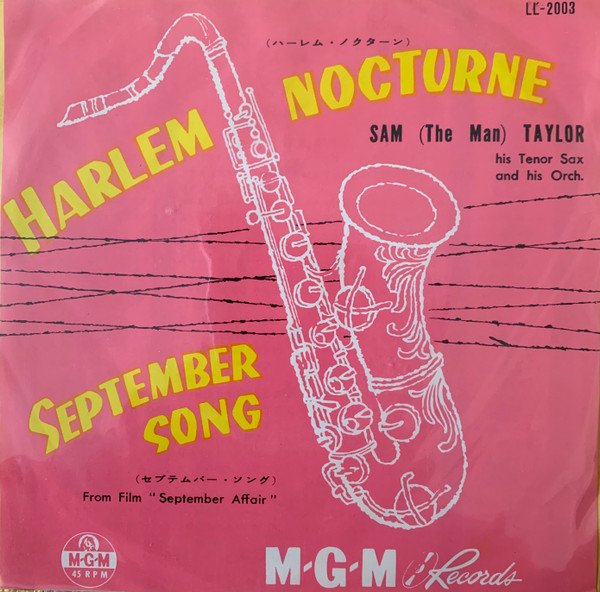 LL-2003
(ハーレム・ノクターン)
HARLEM NOCTURNE
SAM (The Man) TAYLOR
his Tenor Sax
and his Orch.
SEPTEMBER
SONG
(セプテムバー・ソング)
From Film "September Affair"
M-G-M
45 RPM
M-G-M Records